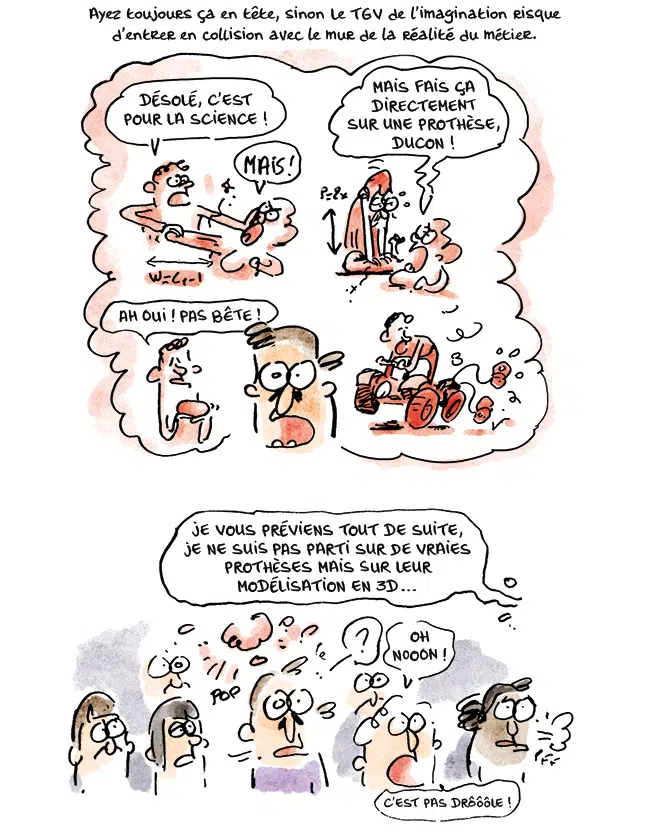 Ayez toujours ça en tête, sinon le TGV de l'imagination risque
d'entrer en collision avec le mur de la réalité du métier.
DÉSOLÉ, C'EST
POUR LA SCIENCE !
MAIS !
MAIS FAIS ÇA
DIRECTEMENT
SUR UNE PROTHÈSE,
DUCON !
AH OUI ! PAS BÊTE !
JE VOUS PRÉVIENS TOUT DE SUITE,
JE NE SUIS PAS PARTI SUR DE VRAIES
PROTHÈSES MAIS SUR LEUR
MODÉLISATION EN 3D...
POP
?
OH
NOOON !
PFF
C'EST PAS DRÔÔÔLE !